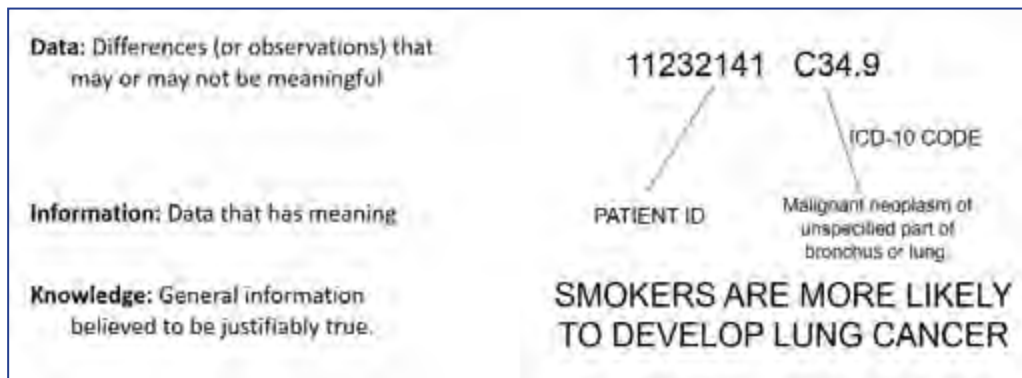 Data: Differences (or observations) that
may or may not be meaningful
11232141 C34.9
ICD-10 CODE
Information: Data that has meaning
PATIENT ID
Malignant neoplasm of
unspecified part of
bronchus or lung.
Knowledge: General information
believed to be justifiably true.
SMOKERS ARE MORE LIKELY
TO DEVELOP LUNG CANCER